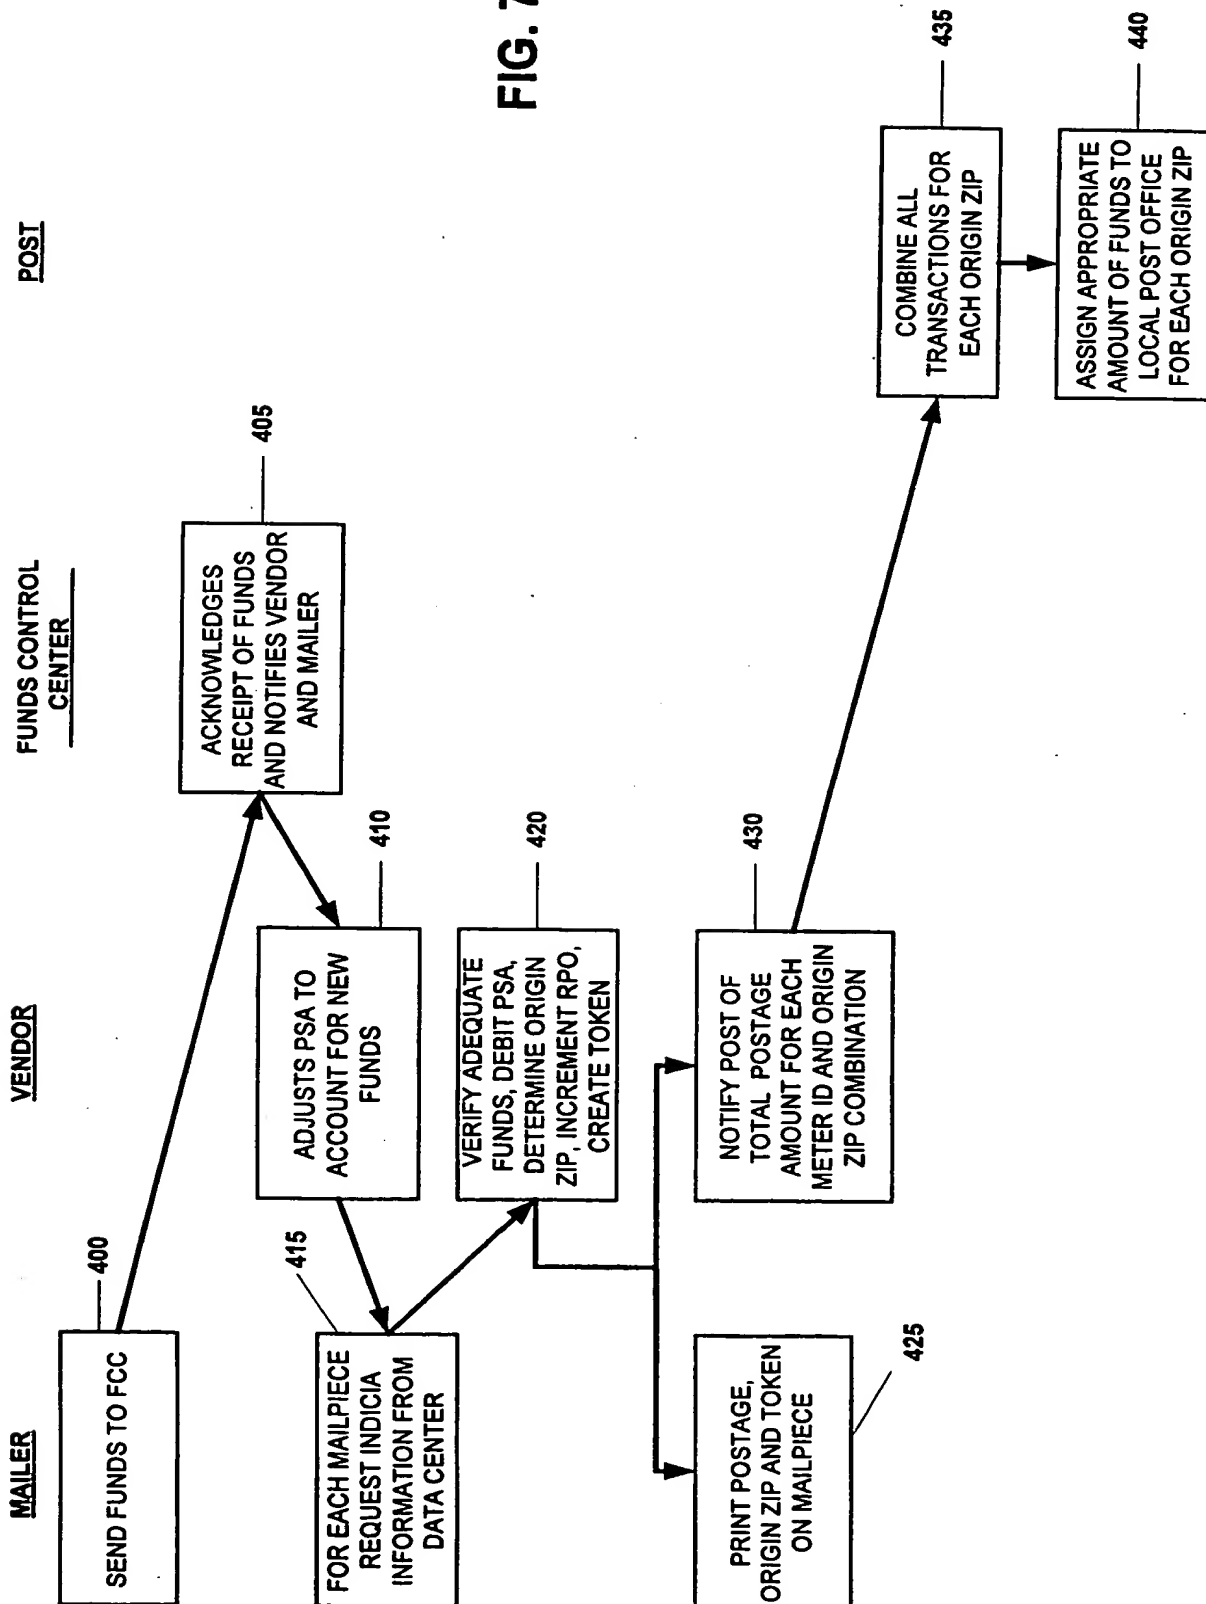 MAILER
VENDOR
FUNDS CONTROL
CENTER
POST
400
SEND FUNDS TO FCC
405
ACKNOWLEDGES
RECEIPT OF FUNDS
AND NOTIFIES VENDOR
AND MAILER
410
ADJUSTS PSA TO
ACCOUNT FOR NEW
FUNDS
415
FOR EACH MAILPIECE
REQUEST INDICIA
INFORMATION FROM
DATA CENTER
420
VERIFY ADEQUATE
FUNDS, DEBIT PSA,
DETERMINE ORIGIN
ZIP, INCREMENT RPO,
CREATE TOKEN
425
PRINT POSTAGE,
ORIGIN ZIP AND TOKEN
ON MAILPIECE
430
NOTIFY POST OF
TOTAL POSTAGE
AMOUNT FOR EACH
METER ID AND ORIGIN
ZIP COMBINATION
435
COMBINE ALL
TRANSACTIONS FOR
EACH ORIGIN ZIP
440
ASSIGN APPROPRIATE
AMOUNT OF FUNDS TO
LOCAL POST OFFICE
FOR EACH ORIGIN ZIP
FIG. 7